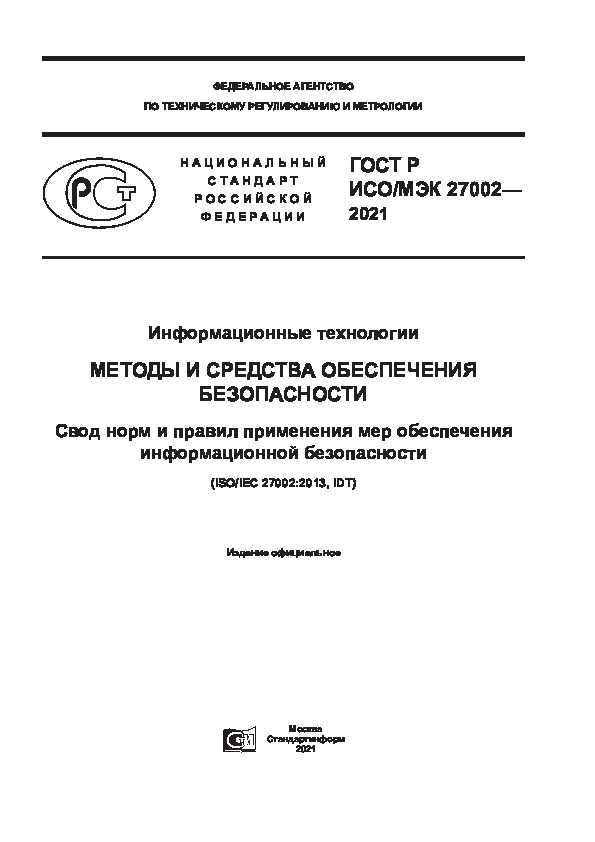 ФЕДЕРАЛЬНОЕ АГЕНТСТВО
ПО ТЕХНИЧЕСКОМУ РЕГУЛИРОВАНИЮ И МЕТРОЛОГИИ
РСТ
НАЦИОНАЛЬНЫЙ
СТАНДАРТ
РОССИЙСКОЙ
ФЕДЕРАЦИИ
ГОСТ Р
ИСО/МЭК 27002—
2021
Информационные технологии
МЕТОДЫ И СРЕДСТВА ОБЕСПЕЧЕНИЯ
БЕЗОПАСНОСТИ
Свод норм и правил применения мер обеспечения
информационной безопасности
(ISO/IEC 27002:2013, IDT)
Издание официальное
Москва
Стандартинформ
2021